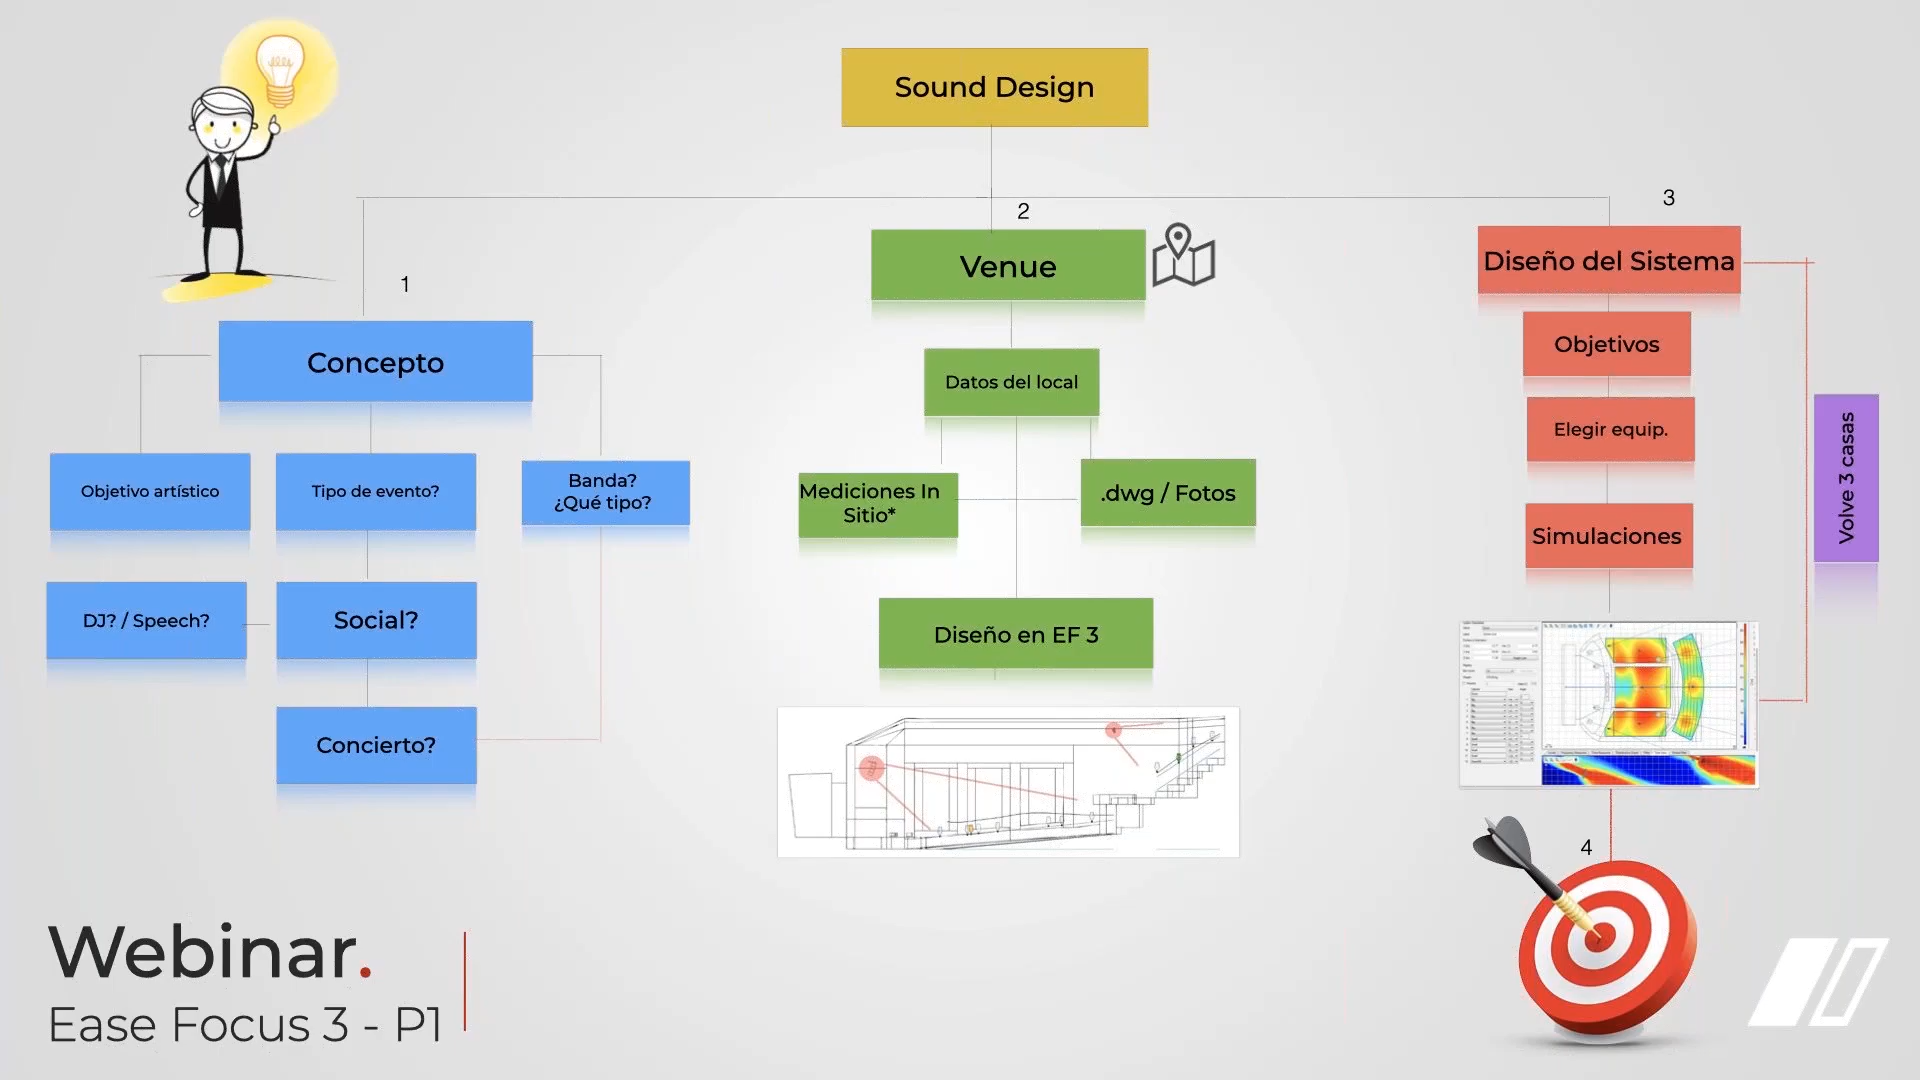 Sound Design
1
Concepto
Objetivo artístico
Tipo de evento?
Banda?
¿Qué tipo?
DJ? / Speech?
Social?
Concierto?
2
Venue
Datos del local
Mediciones In
Sitio*
.dwg / Fotos
Diseño en EF 3
3
Diseño del Sistema
Objetivos
Elegir equip.
Simulaciones
Volve 3 casas
4
Webinar.
Ease Focus 3 - P1